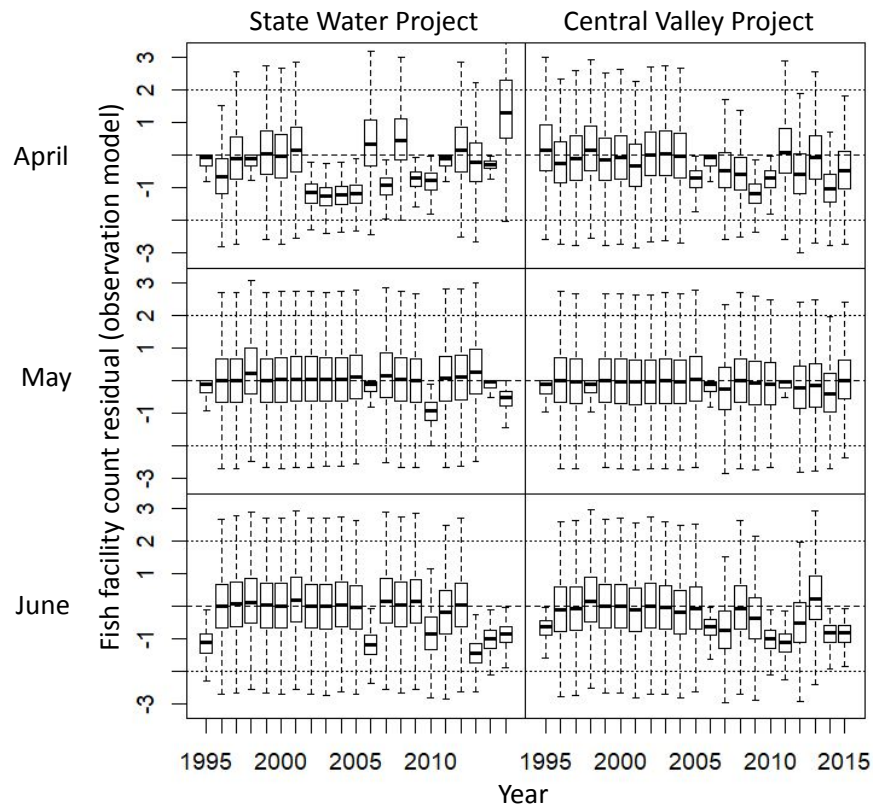 State Water Project Central Valley Project
Fish facility count residual (observation model)
April
3
2
1
-1
-3
May
3
2
1
-1
-3
June
3
2
1
-1
-3
1995 2000 2005 2010 1995 2000 2005 2010 2015
Year